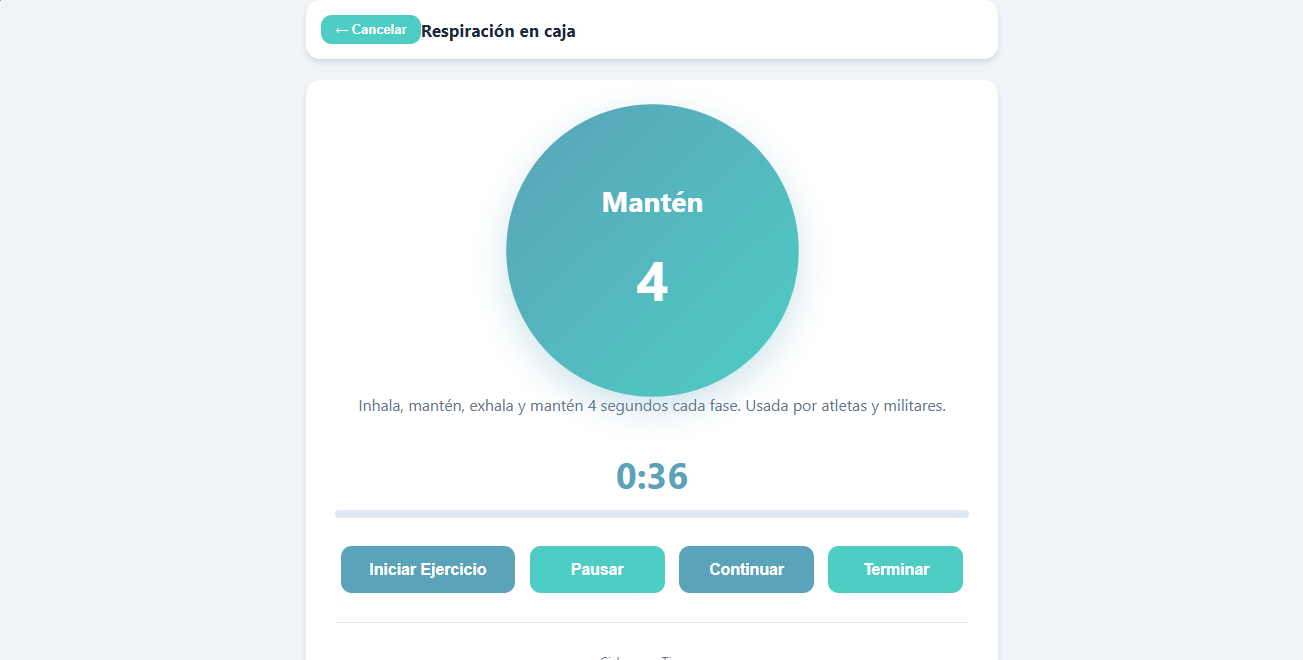 ← Cancelar Respiración en caja
Mantén
4
Inhala, mantén, exhala y mantén 4 segundos cada fase. Usada por atletas y militares.
0:36
Iniciar Ejercicio Pausar Continuar Terminar